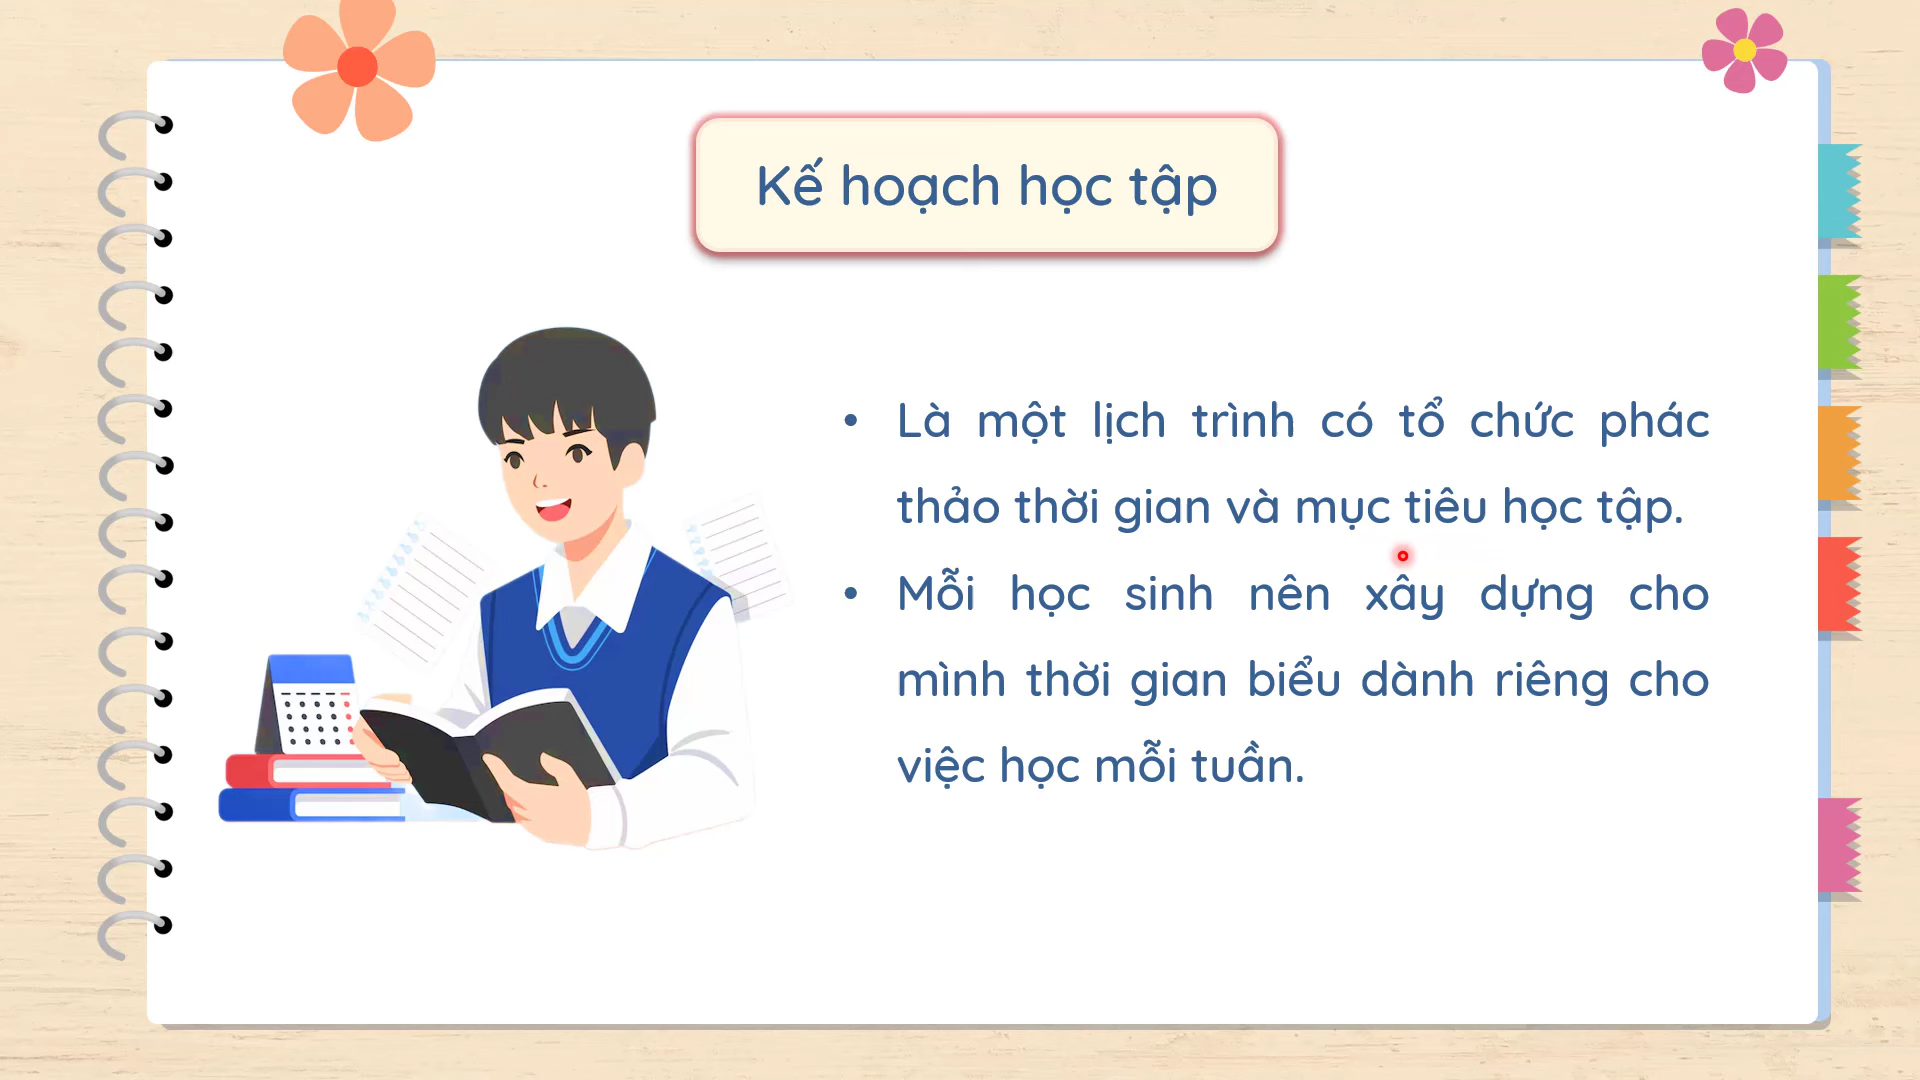 Kế hoạch học tập
• Là một lịch trình có tổ chức phác
thảo thời gian và mục tiêu học tập.
• Mỗi học sinh nên xây dựng cho
mình thời gian biểu dành riêng cho
việc học mỗi tuần.